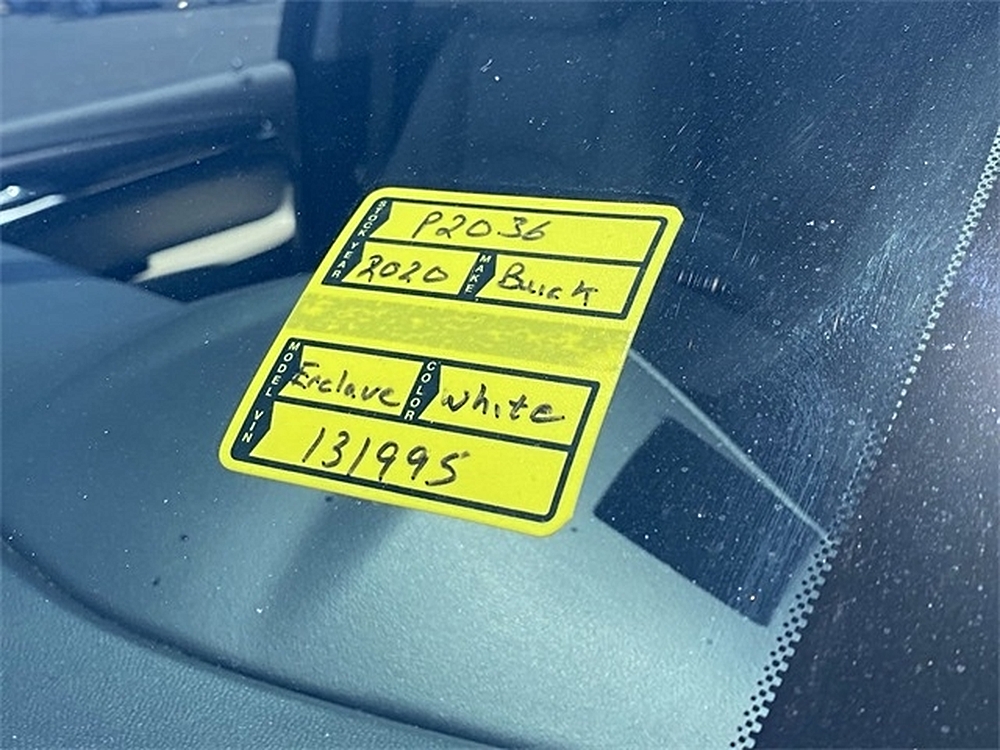 STOCK P2036
YEAR 2020 MAKE Buick
MODEL Enclave COLOR White
VIN 131995